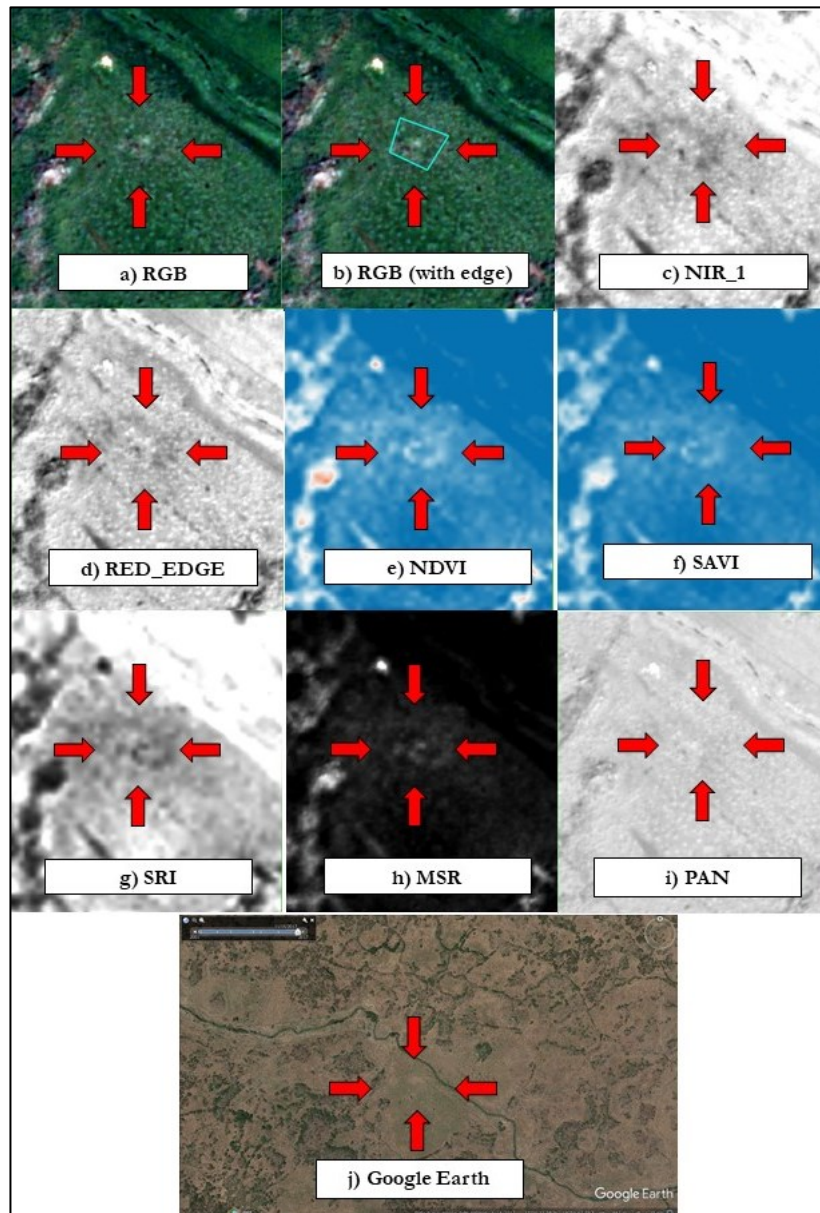 a) RGB
b) RGB (with edge)
c) NIR_1
d) RED_EDGE
e) NDVI
f) SAVI
g) SRI
h) MSR
i) PAN
j) Google Earth
Google Earth